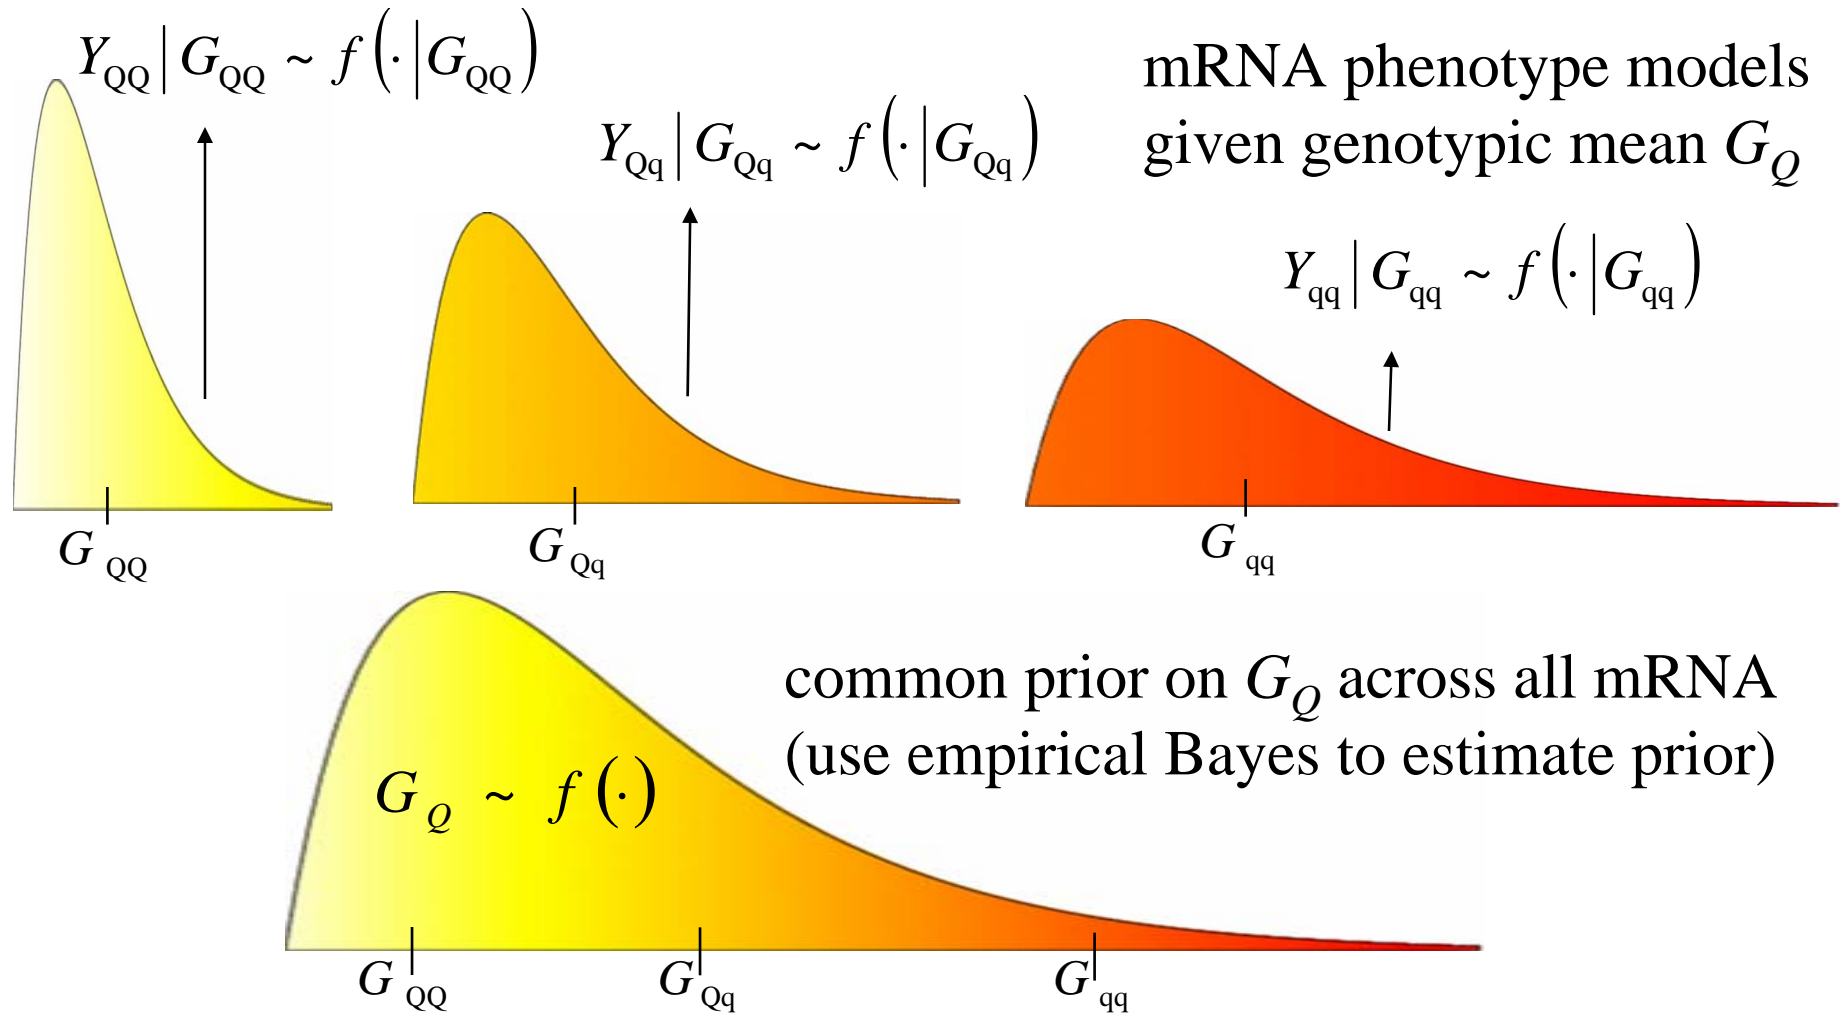 Y_QQ | G_QQ ~ f(· | G_QQ)
mRNA phenotype models
given genotypic mean G_Q
Y_Qq | G_Qq ~ f(· | G_Qq)
Y_qq | G_qq ~ f(· | G_qq)
G_QQ
G_Qq
G_qq
common prior on G_Q across all mRNA
(use empirical Bayes to estimate prior)
G_Q ~ f(·)
G_QQ
G_Qq
G_qq